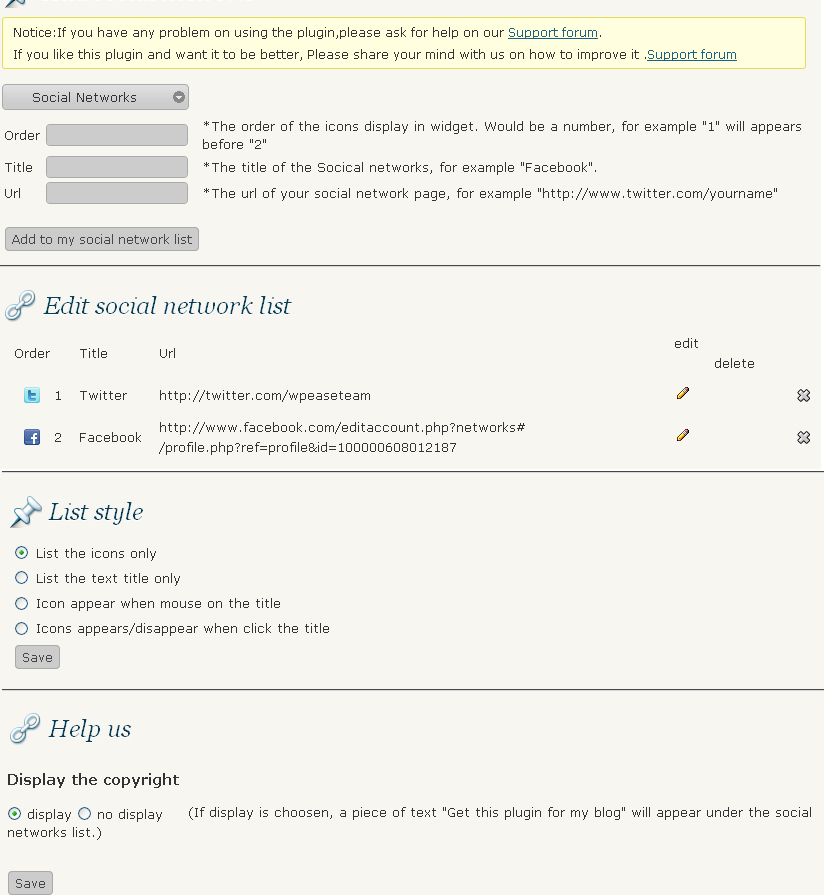 Notice:If you have any problem on using the plugin,please ask for help on our Support forum.
If you like this plugin and want it to be better, Please share your mind with us on how to improve it .Support forum
Social Networks
Order
*The order of the icons display in widget. Would be a number, for example "1" will appears
before "2"
Title
*The title of the Socical networks, for example "Facebook".
Url
*The url of your social network page, for example "http://www.twitter.com/yourname"
Add to my social network list
Edit social network list
Order Title Url edit delete
1 Twitter http://twitter.com/wpeaseteam
2 Facebook http://www.facebook.com/editaccount.php?networks#
/profile.php?ref=profile&id=100000608012187
List style
List the icons only
List the text title only
Icon appear when mouse on the title
Icons appears/disappear when click the title
Save
Help us
Display the copyright
display no display (If display is choosen, a piece of text "Get this plugin for my blog" will appear under the social
networks list.)
Save